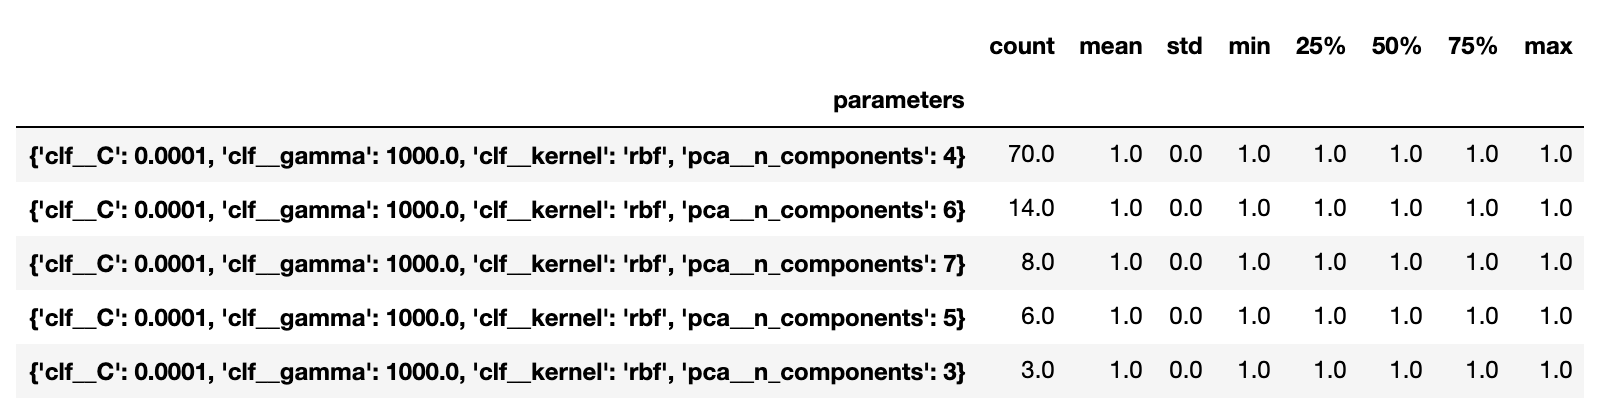 count mean std min 25% 50% 75% max
parameters
{'clf__C': 0.0001, 'clf__gamma': 1000.0, 'clf__kernel': 'rbf', 'pca__n_components': 4} 70.0 1.0 0.0 1.0 1.0 1.0 1.0 1.0
{'clf__C': 0.0001, 'clf__gamma': 1000.0, 'clf__kernel': 'rbf', 'pca__n_components': 6} 14.0 1.0 0.0 1.0 1.0 1.0 1.0 1.0
{'clf__C': 0.0001, 'clf__gamma': 1000.0, 'clf__kernel': 'rbf', 'pca__n_components': 7} 8.0 1.0 0.0 1.0 1.0 1.0 1.0 1.0
{'clf__C': 0.0001, 'clf__gamma': 1000.0, 'clf__kernel': 'rbf', 'pca__n_components': 5} 6.0 1.0 0.0 1.0 1.0 1.0 1.0 1.0
{'clf__C': 0.0001, 'clf__gamma': 1000.0, 'clf__kernel': 'rbf', 'pca__n_components': 3} 3.0 1.0 0.0 1.0 1.0 1.0 1.0 1.0